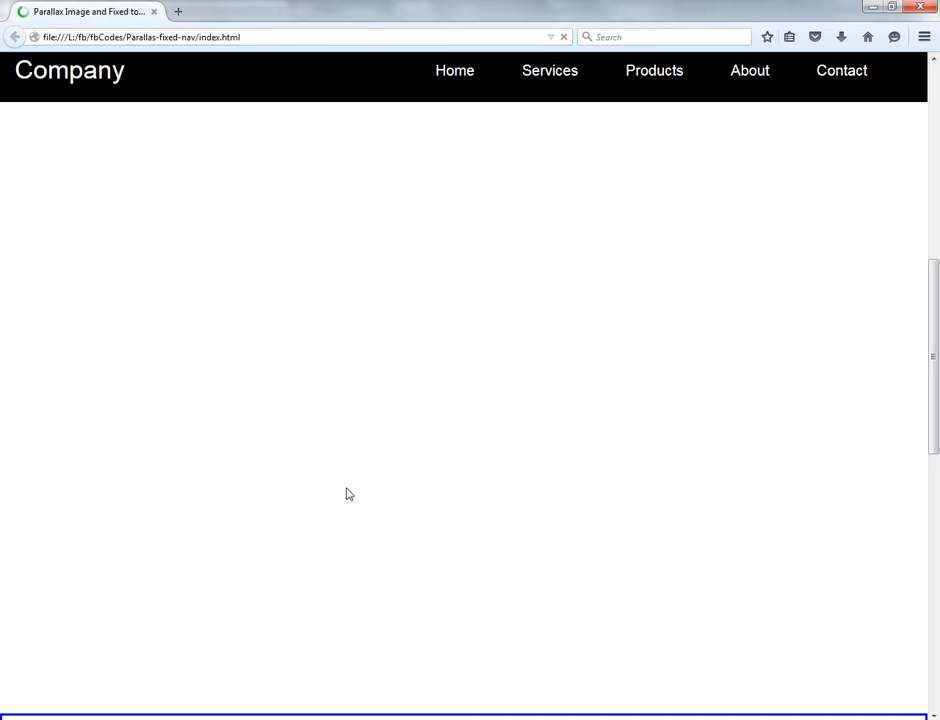 Parallax Image and Fixed to...
file:///L:/fb/fbCodes/Parallas-fixed-nav/index.html
Search
Company
Home Services Products About Contact